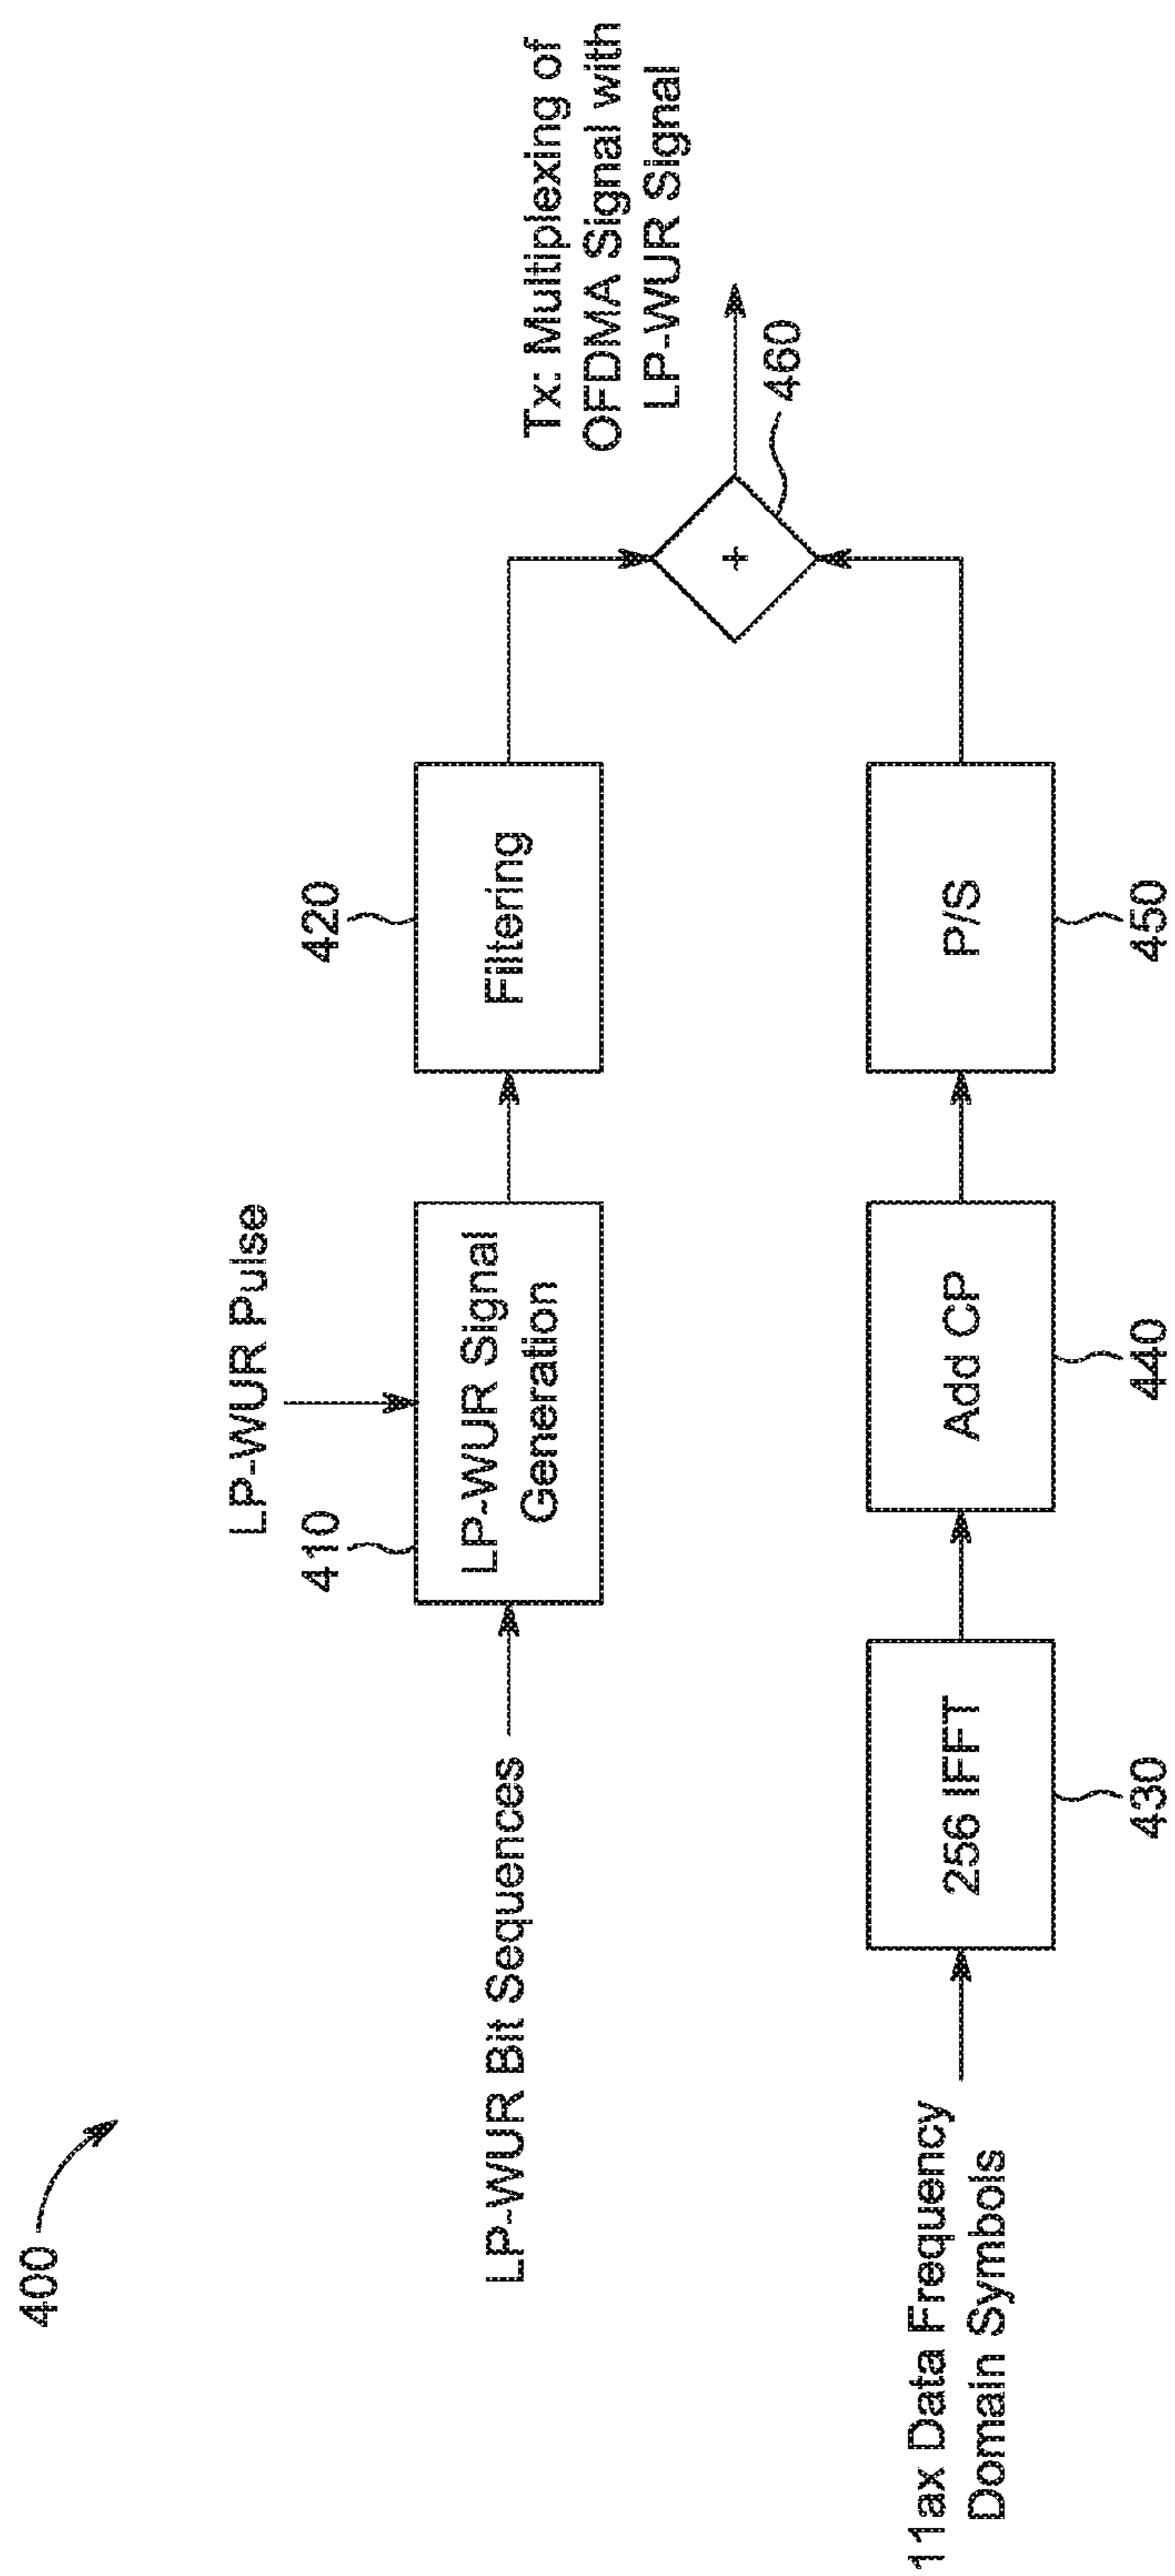 400
LP-WUR Pulse
410
420
LP-WUR Bit Sequences
LP-WUR Signal
Generation
Filtering
Tx: Multiplexing of
OFDMA Signal with
LP-WUR Signal
+
460
11ax Data Frequency
Domain Symbols
256 IFFT
Add CP
P/S
430
440
450